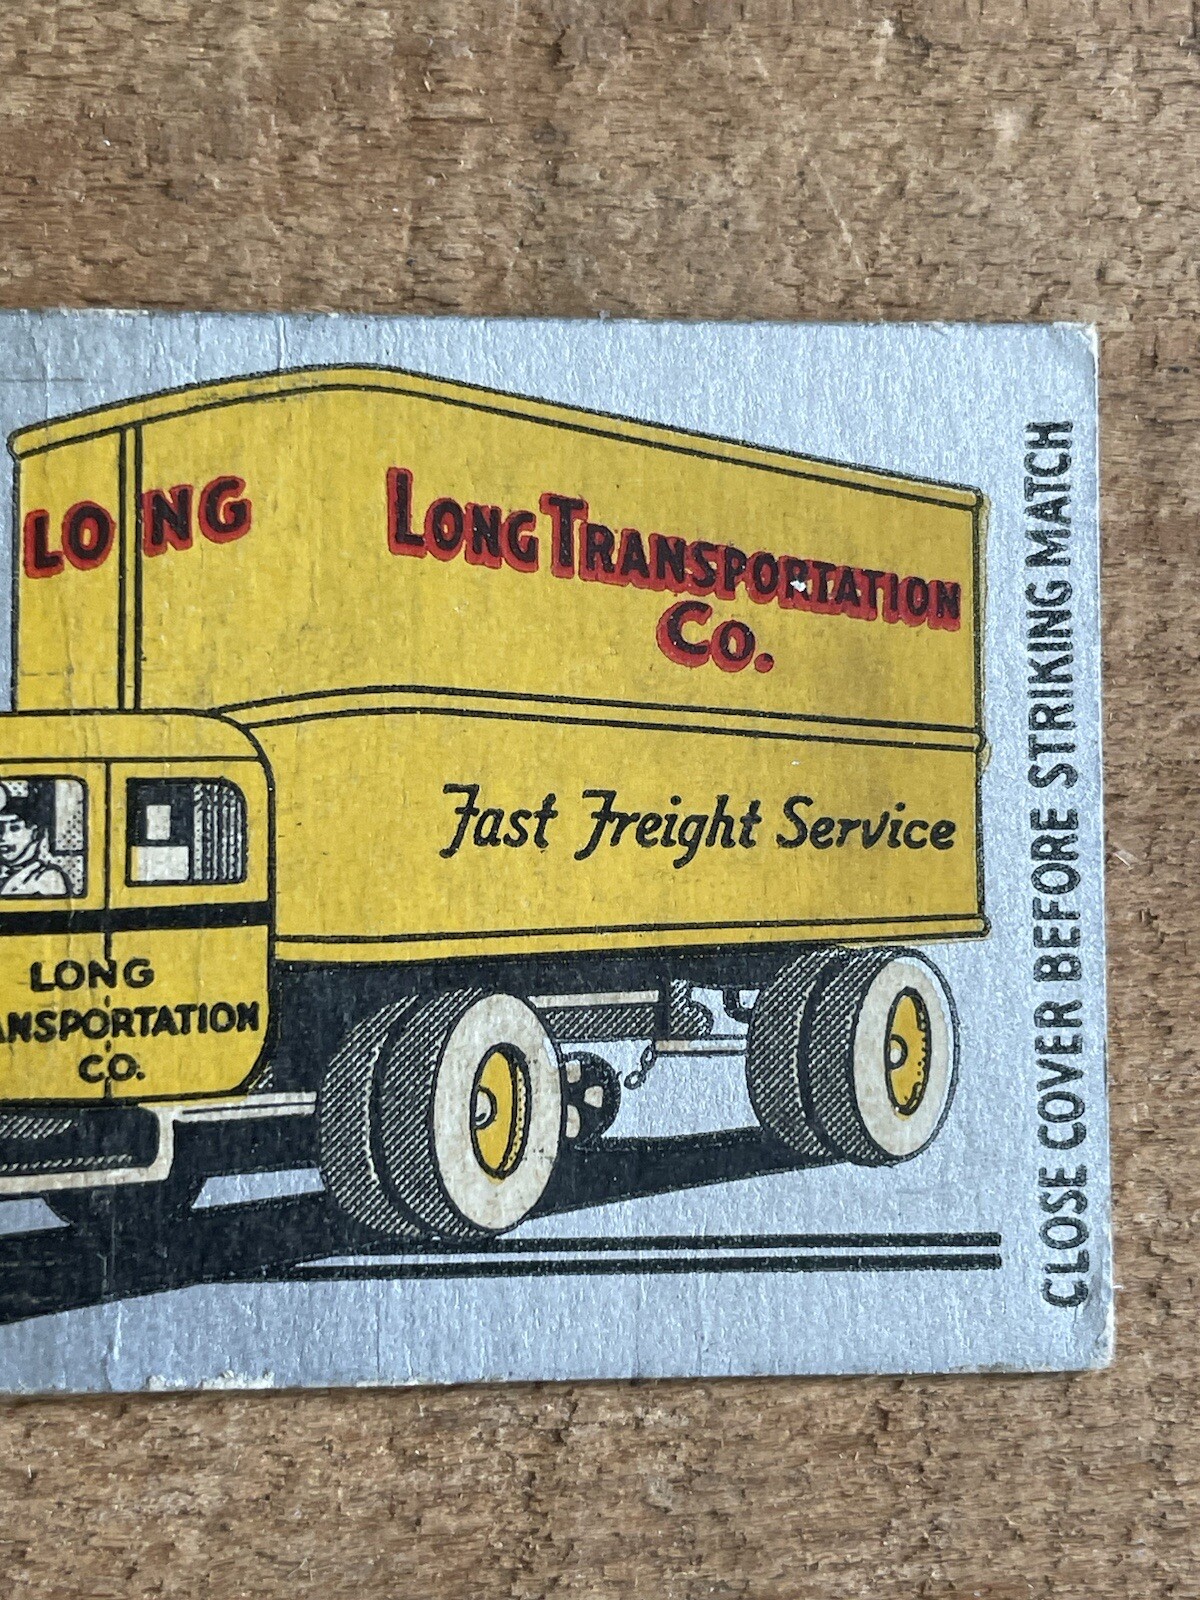 LONG
LONG TRANSPORTATION
CO.
Fast Freight Service
LONG
ANSPORTATION
CO.
CLOSE COVER BEFORE STRIKING MATCH